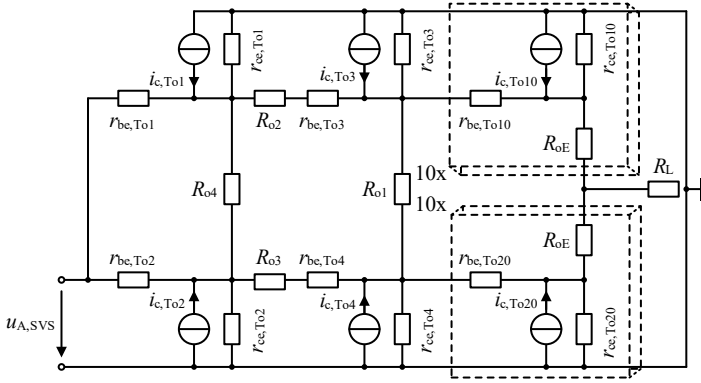 i_c,To1
r_ce,To1
i_c,To3
r_ce,To3
i_c,To10
r_ce,To10
r_be,To1
R_o2
r_be,To3
r_be,To10
R_oE
R_L
R_o4
R_o1
10x
10x
R_oE
r_be,To2
R_o3
r_be,To4
r_be,To20
i_c,To2
r_ce,To2
i_c,To4
r_ce,To4
i_c,To20
r_ce,To20
u_A,SVS